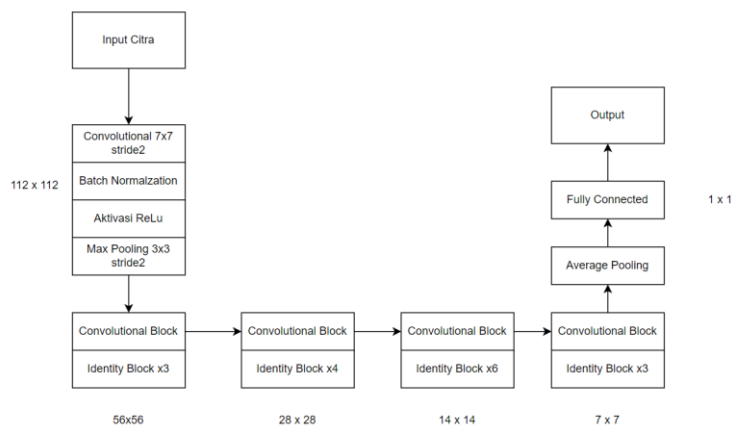 Input Citra
Convolutional 7x7
stride2
112 x 112
Batch Normalzation
Aktivasi ReLu
Max Pooling 3x3
stride2
Convolutional Block
Identity Block x3
56x56
Convolutional Block
Identity Block x4
28 x 28
Convolutional Block
Identity Block x6
14 x 14
Convolutional Block
Identity Block x3
7 x 7
Average Pooling
Fully Connected
1 x 1
Output